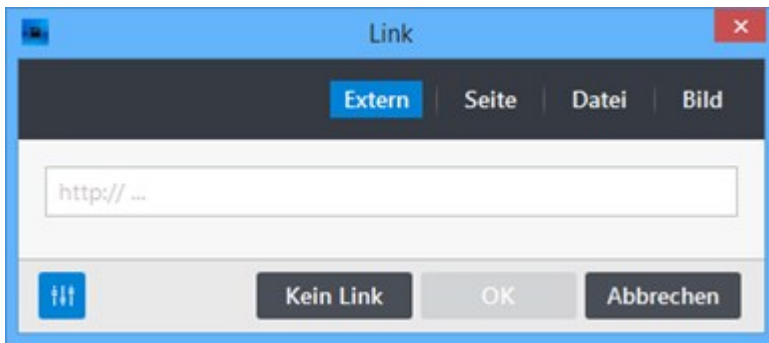 Link
Extern Seite Datei Bild
http:// ...
Kein Link OK Abbrechen